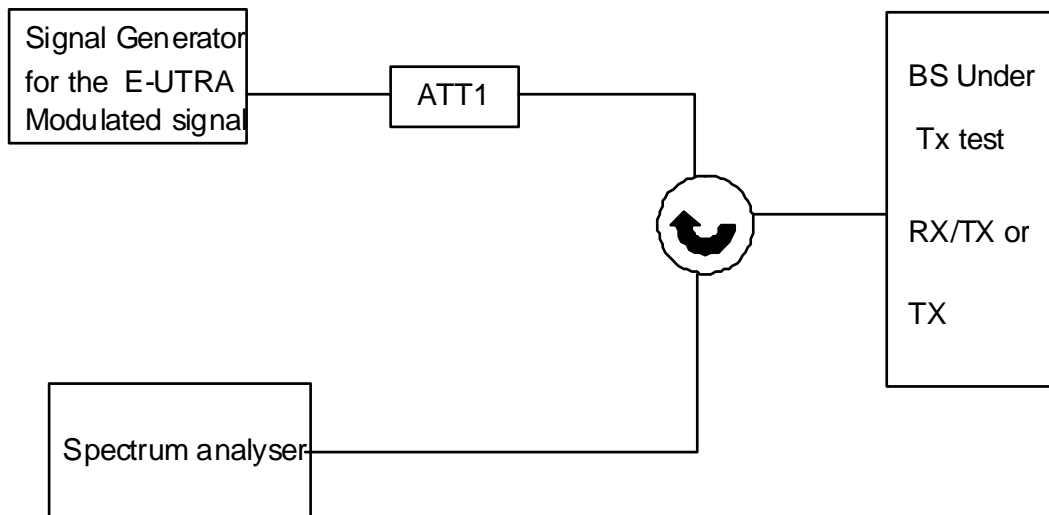 Signal Generator
for the E-UTRA
Modulated signal
ATT1
BS Under
Tx test
RX/TX or
TX
Spectrum analyser